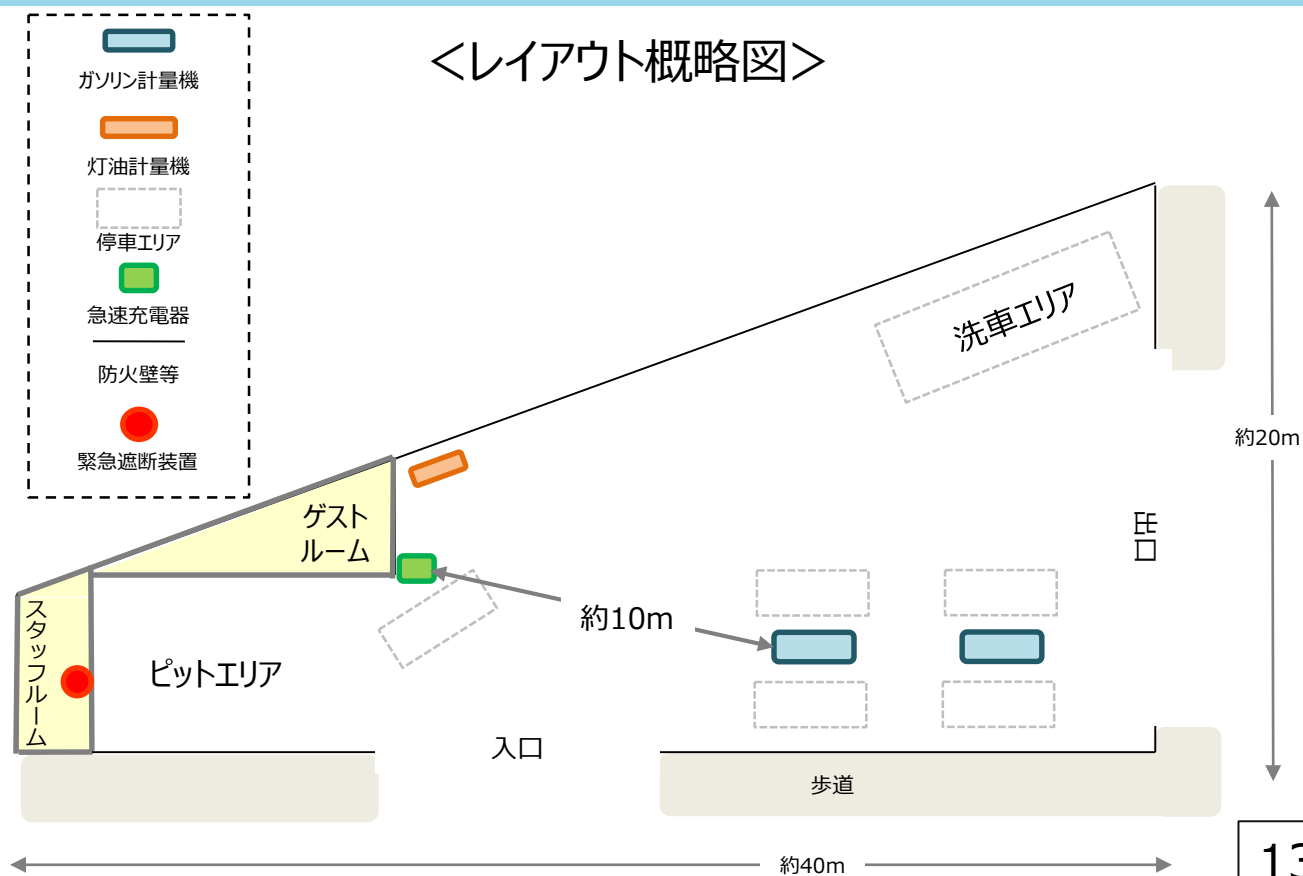 ＜レイアウト概略図＞
ガソリン計量機
灯油計量機
停車エリア
急速充電器
防火壁等
緊急遮断装置
洗車エリア
約20m
ゲスト
ルーム
出口
約10m
スタッフルーム
ピットエリア
入口
歩道
約40m
13